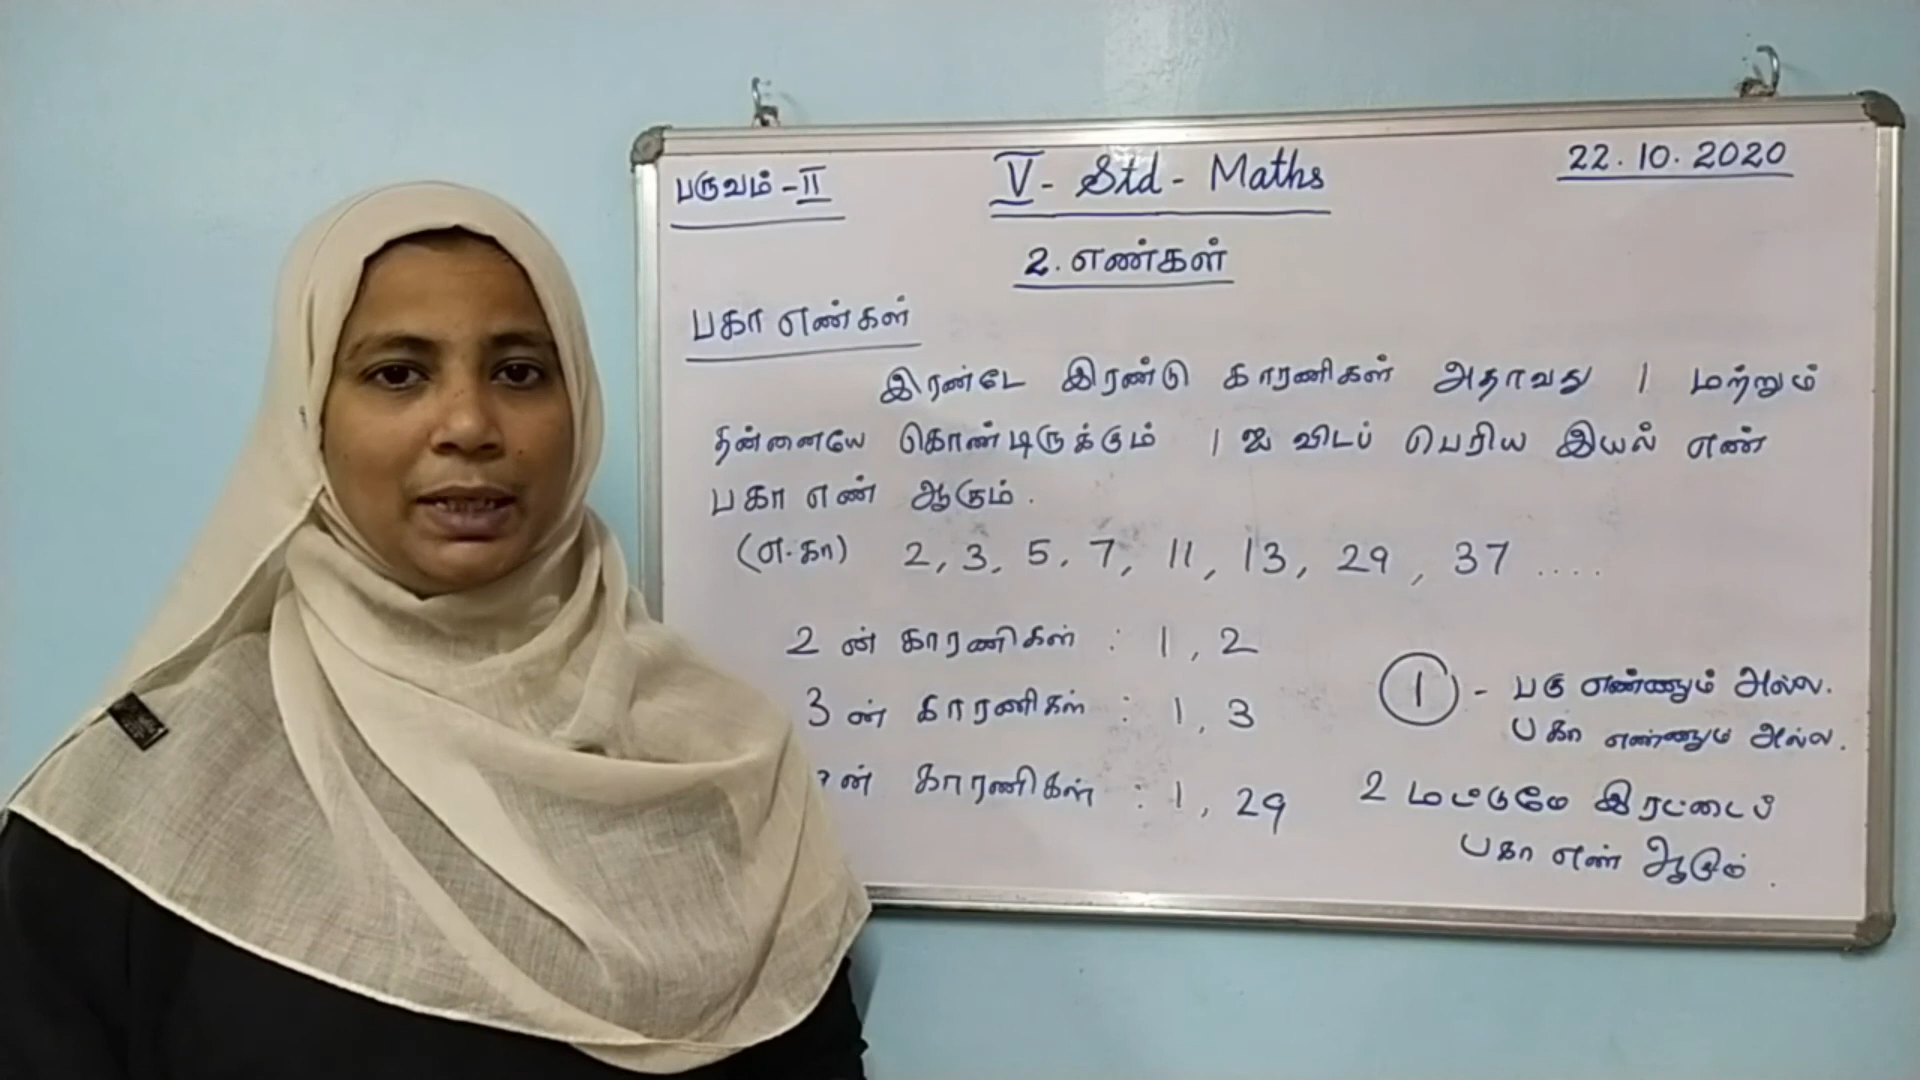 பருவம் - II
V - Std - Maths
22.10.2020
2. எண்கள்
பகா எண்கள்
இரண்டே இரண்டு காரணிகள் அதாவது 1 மற்றும்
தன்னையே கொண்டிருக்கும் 1 ஐ விடப் பெரிய இயல் எண்
பகா எண் ஆகும்.
(எ.கா) 2, 3, 5, 7, 11, 13, 29, 37 ....
2 ன் காரணிகள் : 1, 2
3 ன் காரணிகள் : 1, 3
ன் காரணிகள் : 1, 29
1 - பகு எண்ணும் அல்ல.
பகா எண்ணும் அல்ல.
2 மட்டுமே இரட்டைப்
பகா எண் ஆகும்.